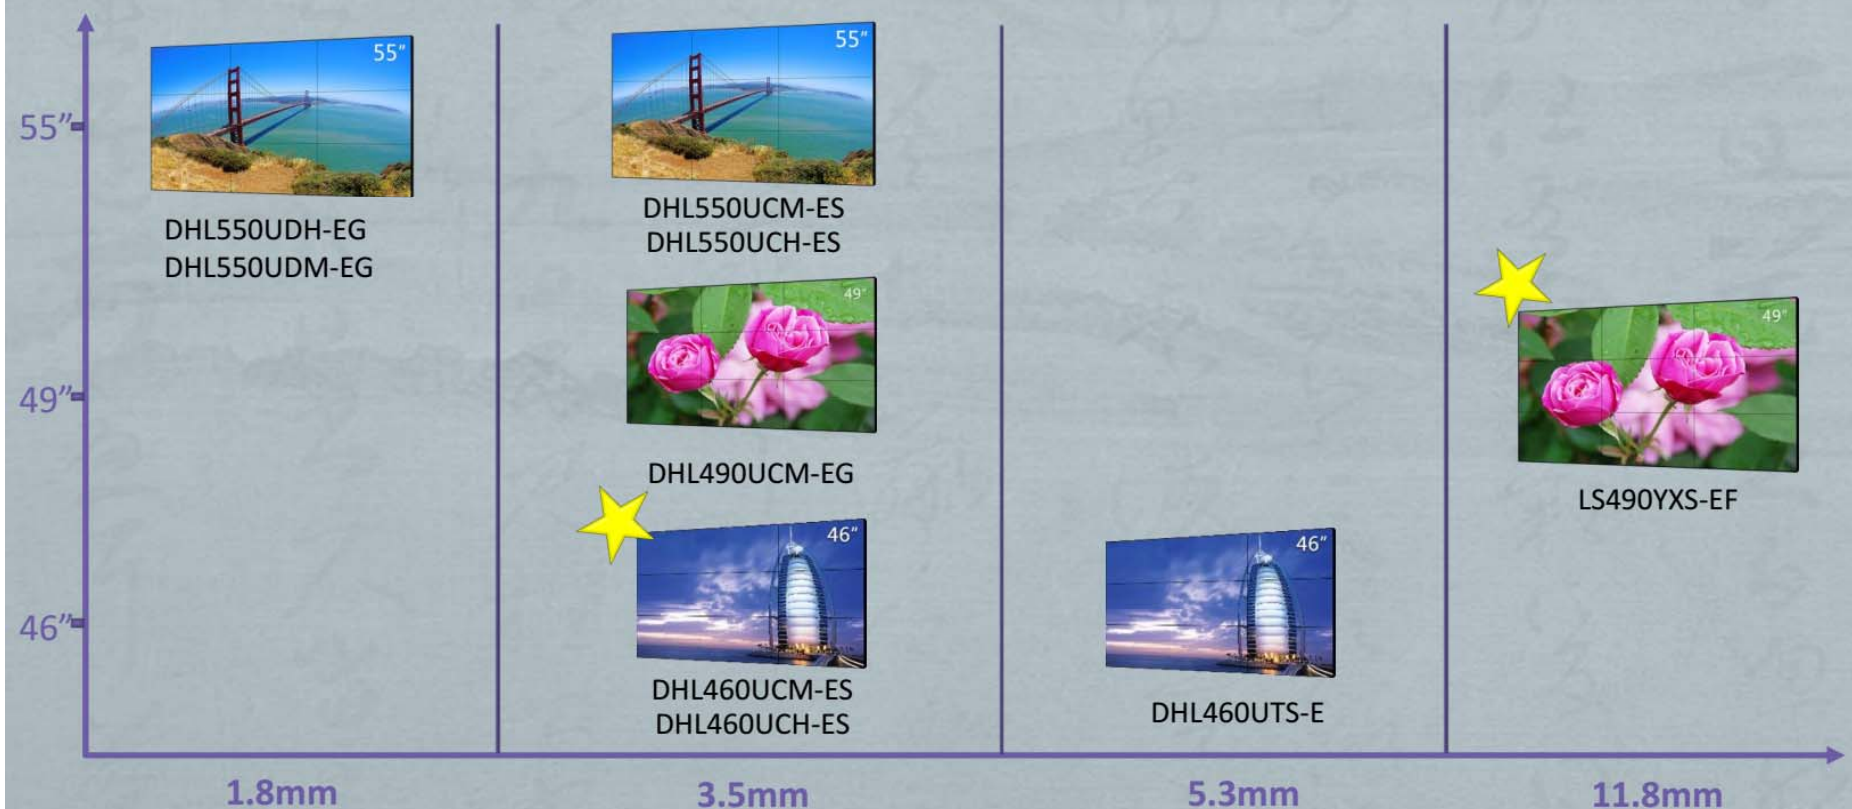 55"
49"
46"
55"
DHL550UDH-EG
DHL550UDM-EG
55"
DHL550UCM-ES
DHL550UCH-ES
49"
DHL490UCM-EG
46"
DHL460UCM-ES
DHL460UCH-ES
46"
DHL460UTS-E
49"
LS490YXS-EF
1.8mm
3.5mm
5.3mm
11.8mm